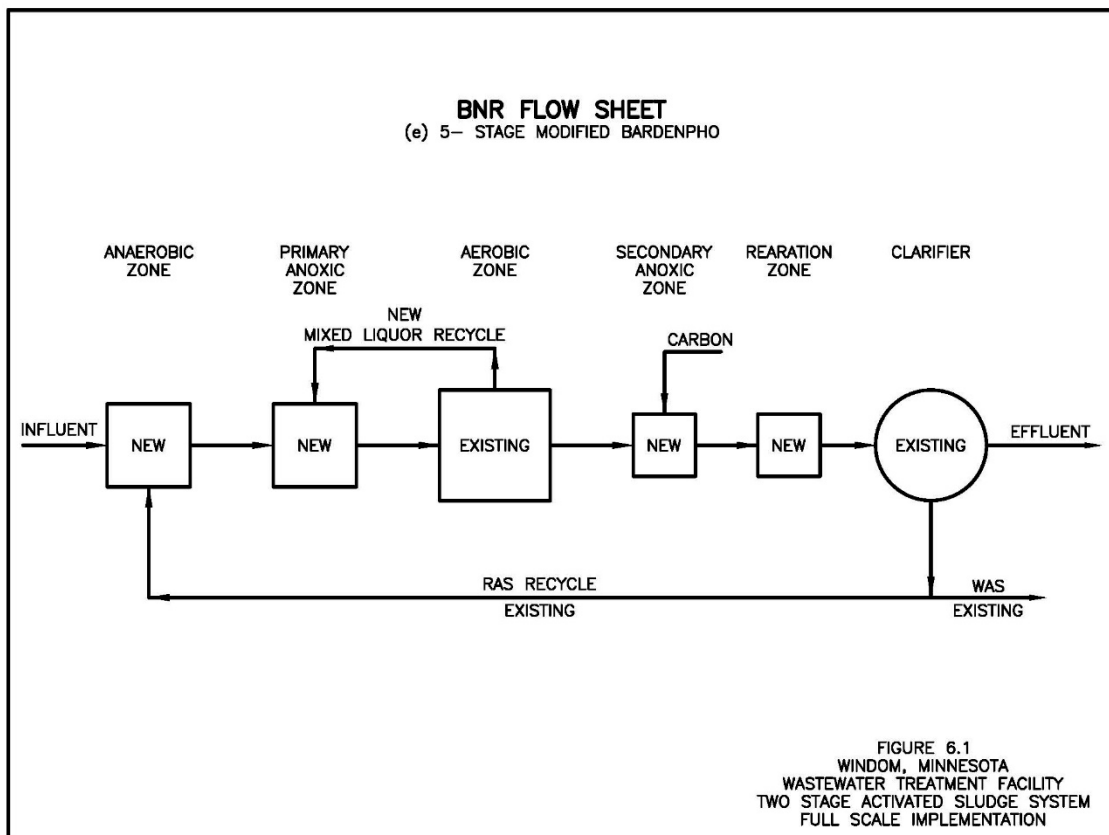 BNR FLOW SHEET
(e) 5- STAGE MODIFIED BARDENPHO
ANAEROBIC
ZONE
PRIMARY
ANOXIC
ZONE
AEROBIC
ZONE
SECONDARY
ANOXIC
ZONE
REARATION
ZONE
CLARIFIER
NEW
MIXED LIQUOR RECYCLE
CARBON
INFLUENT
NEW
NEW
EXISTING
NEW
NEW
EXISTING
EFFLUENT
RAS RECYCLE
EXISTING
WAS
EXISTING
FIGURE 6.1
WINDOM, MINNESOTA
WASTEWATER TREATMENT FACILITY
TWO STAGE ACTIVATED SLUDGE SYSTEM
FULL SCALE IMPLEMENTATION